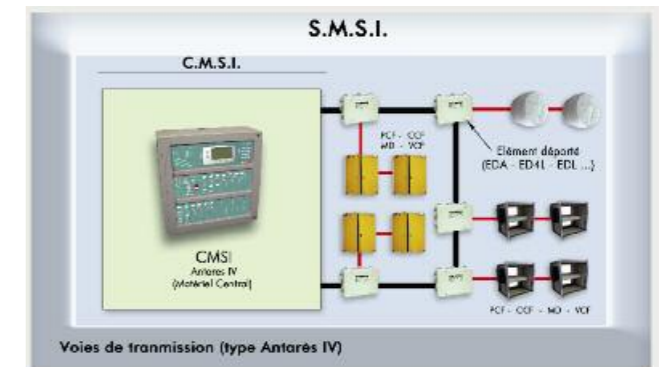 S.M.S.I.
C.M.S.I.
PCF - CCF
MD - VCF
Elément déporté
(EDA - ED4L - EDL ...)
CMSI
Antares IV
(Matériel Central)
PCF - CCF - MD - VCF
Voies de tranmission (type Antarès IV)